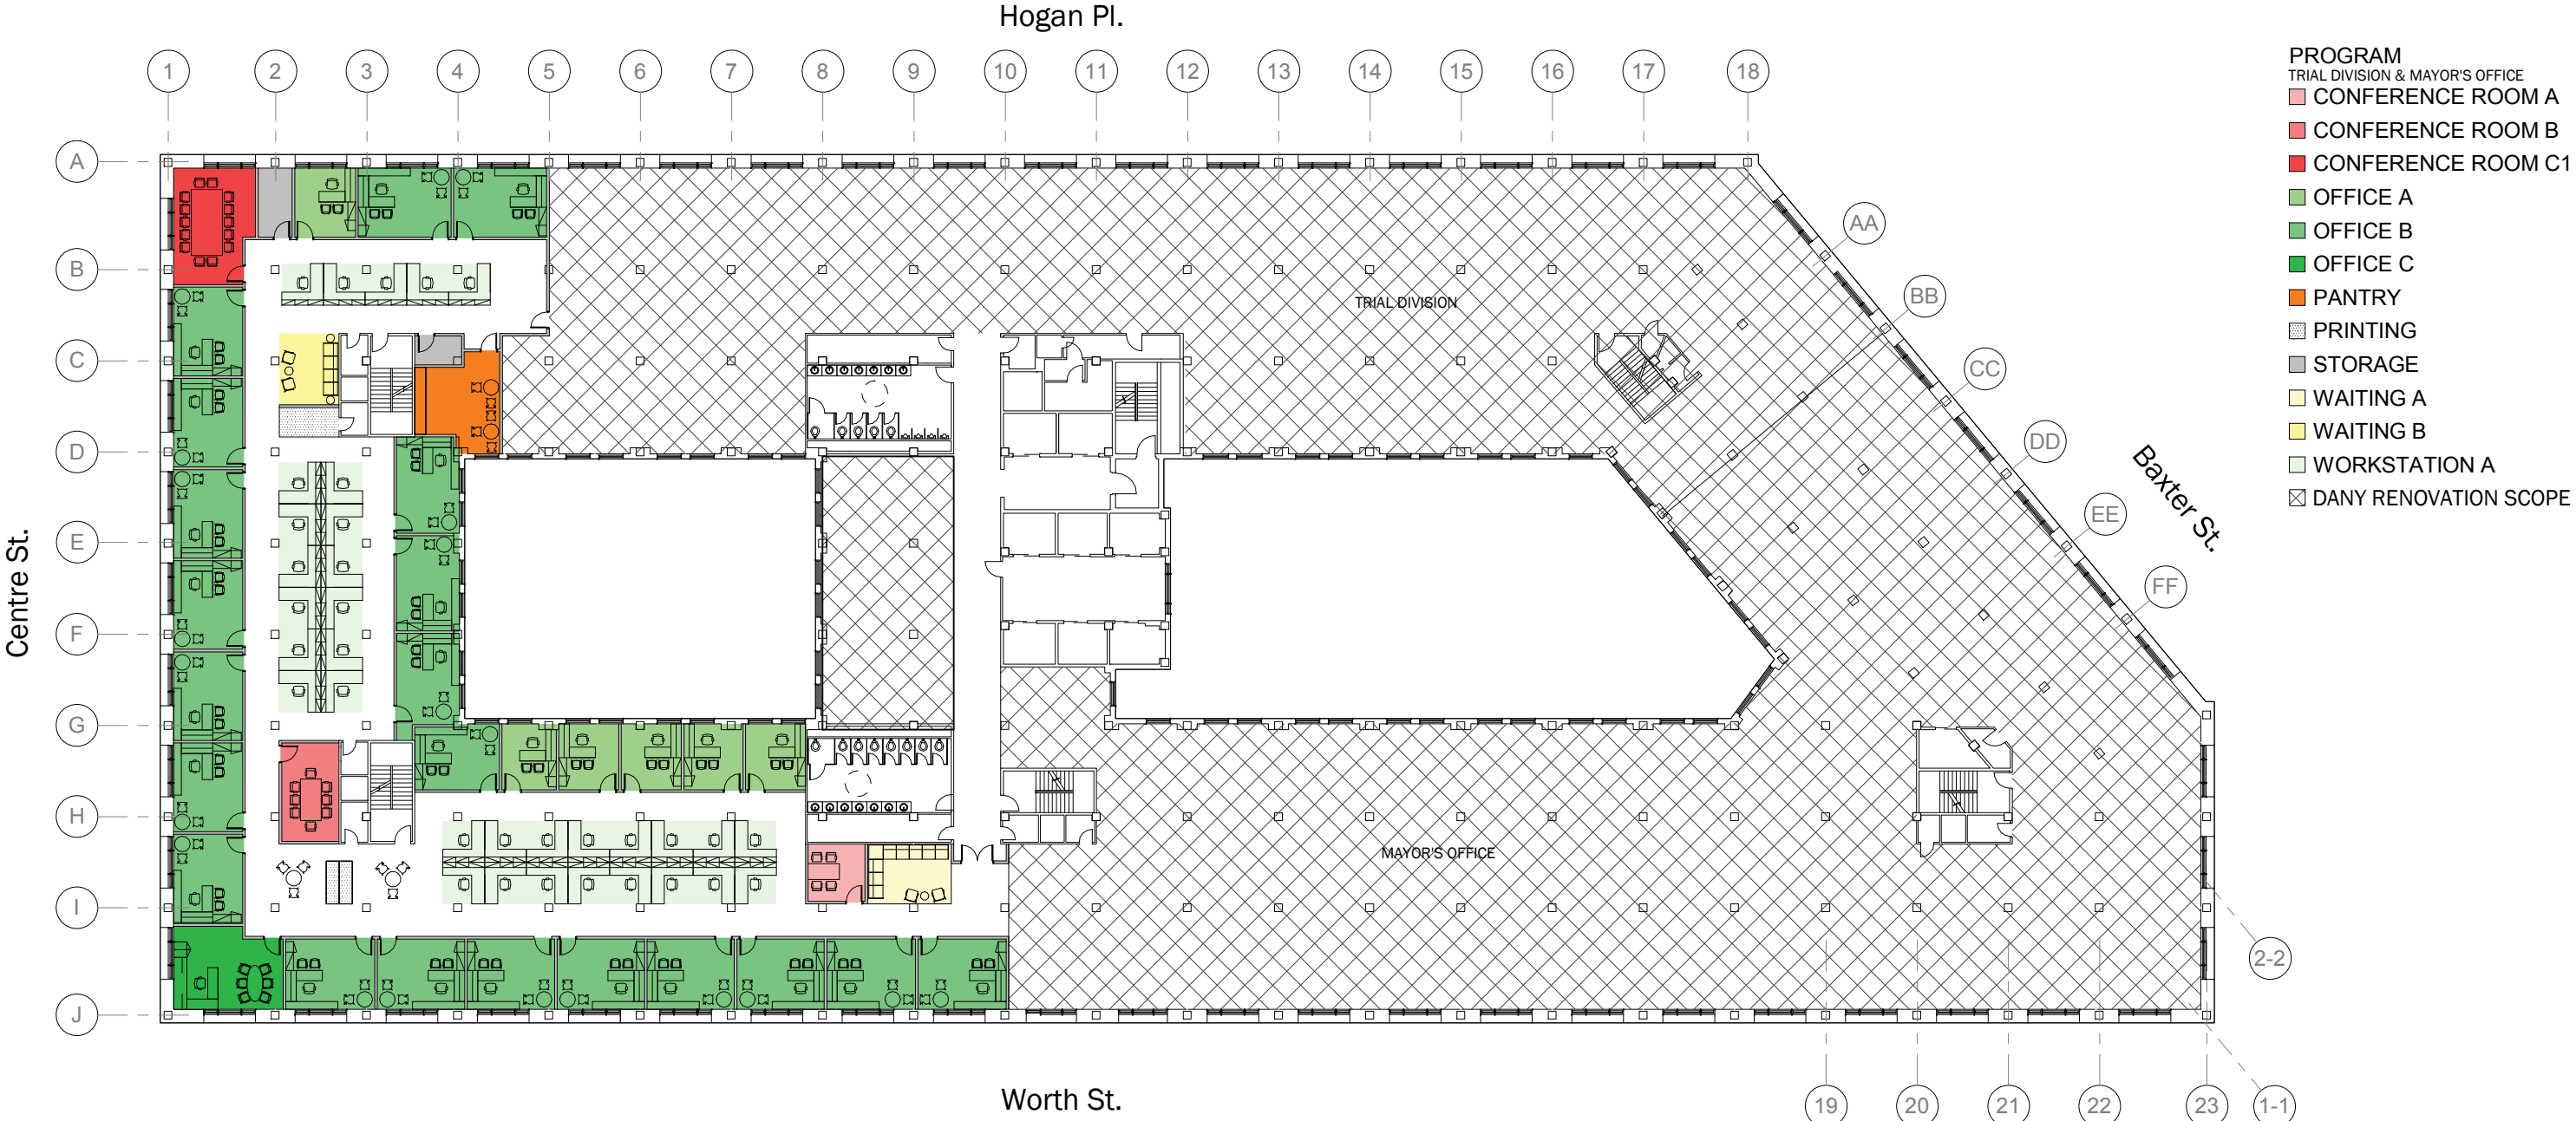 Hogan Pl.
1 2 3 4 5 6 7 8 9 10 11 12 13 14 15 16 17 18
A
B
C
D
E
F
G
H
I
J
AA
BB
CC
DD
EE
FF
Centre St.
Baxter St.
TRIAL DIVISION
MAYOR'S OFFICE
2-2
19 20 21 22 23 1-1
Worth St.
PROGRAM
TRIAL DIVISION & MAYOR'S OFFICE
CONFERENCE ROOM A
CONFERENCE ROOM B
CONFERENCE ROOM C1
OFFICE A
OFFICE B
OFFICE C
PANTRY
PRINTING
STORAGE
WAITING A
WAITING B
WORKSTATION A
DANY RENOVATION SCOPE